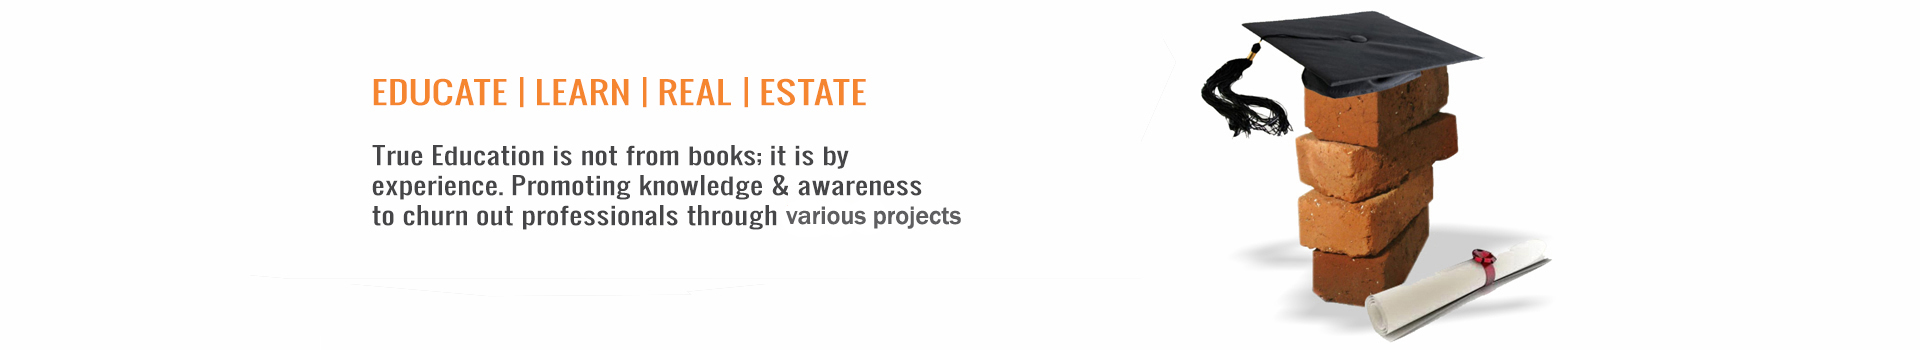 EDUCATE | LEARN | REAL | ESTATE
True Education is not from books; it is by
experience. Promoting knowledge & awareness
to churn out professionals through various projects